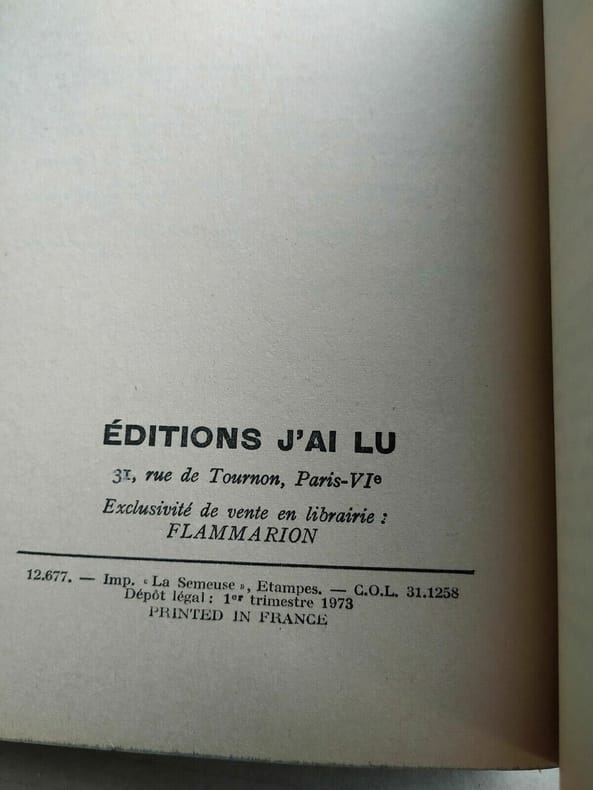 ÉDITIONS J'AI LU
31, rue de Tournon, Paris-VIe
Exclusivité de vente en librairie :
FLAMMARION
12.677. — Imp. « La Semeuse », Etampes. — C.O.L. 31.1258
Dépôt légal : 1er trimestre 1973
PRINTED IN FRANCE